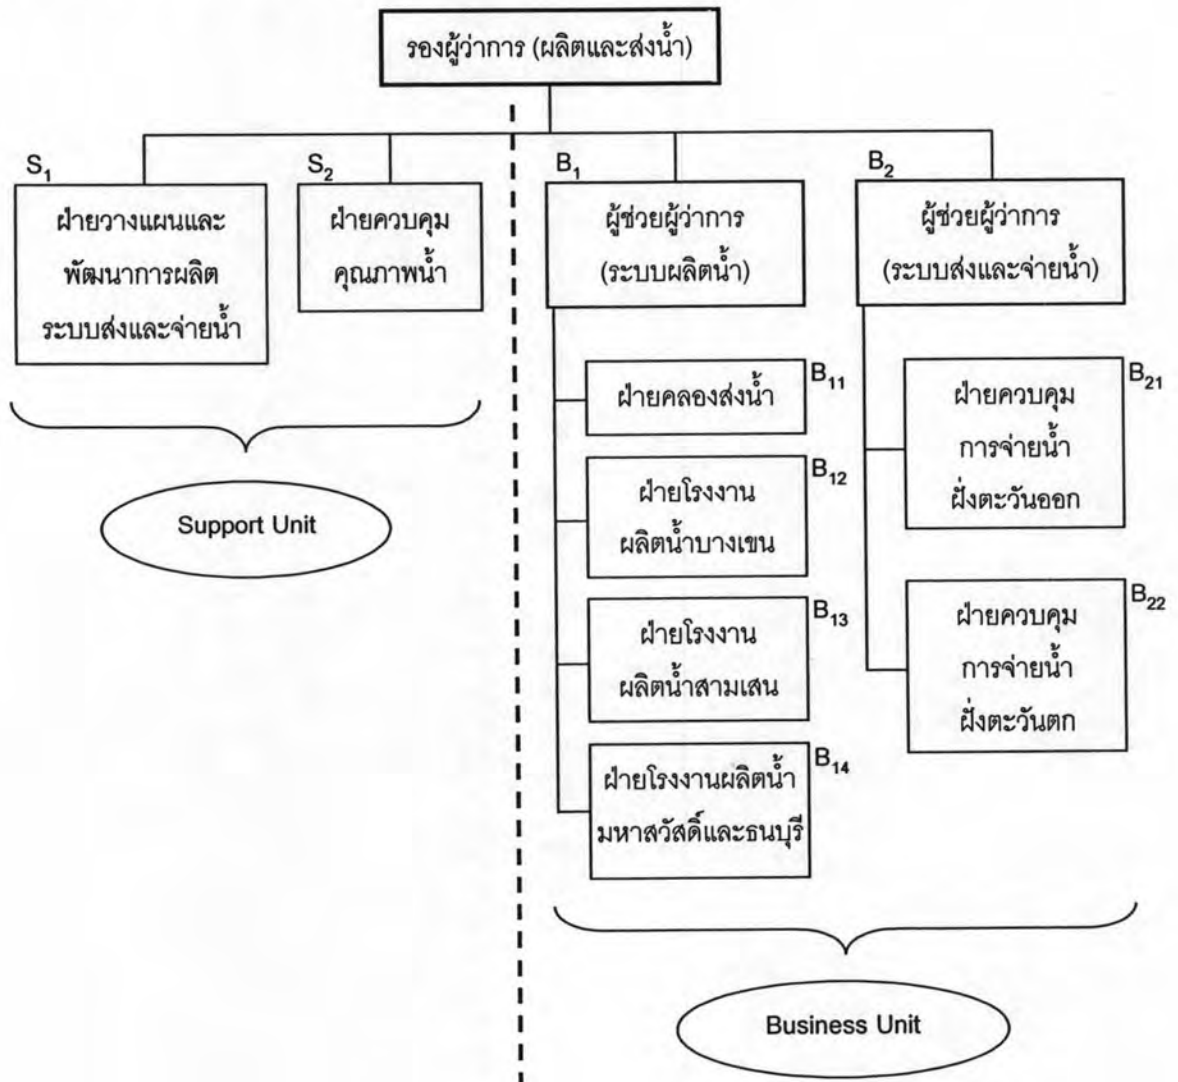 รองผู้ว่าการ (ผลิตและส่งน้ำ)
S₁
ฝ่ายวางแผนและ
พัฒนาการผลิต
ระบบส่งและจ่ายน้ำ
S₂
ฝ่ายควบคุม
คุณภาพน้ำ
Support Unit
B₁
ผู้ช่วยผู้ว่าการ
(ระบบผลิตน้ำ)
B₁₁
ฝ่ายคลองส่งน้ำ
B₁₂
ฝ่ายโรงงาน
ผลิตน้ำบางเขน
B₁₃
ฝ่ายโรงงาน
ผลิตน้ำสามเสน
B₁₄
ฝ่ายโรงงานผลิตน้ำ
มหาสวัสดิ์และธนบุรี
B₂
ผู้ช่วยผู้ว่าการ
(ระบบส่งและจ่ายน้ำ)
B₂₁
ฝ่ายควบคุม
การจ่ายน้ำ
ฝั่งตะวันออก
B₂₂
ฝ่ายควบคุม
การจ่ายน้ำ
ฝั่งตะวันตก
Business Unit